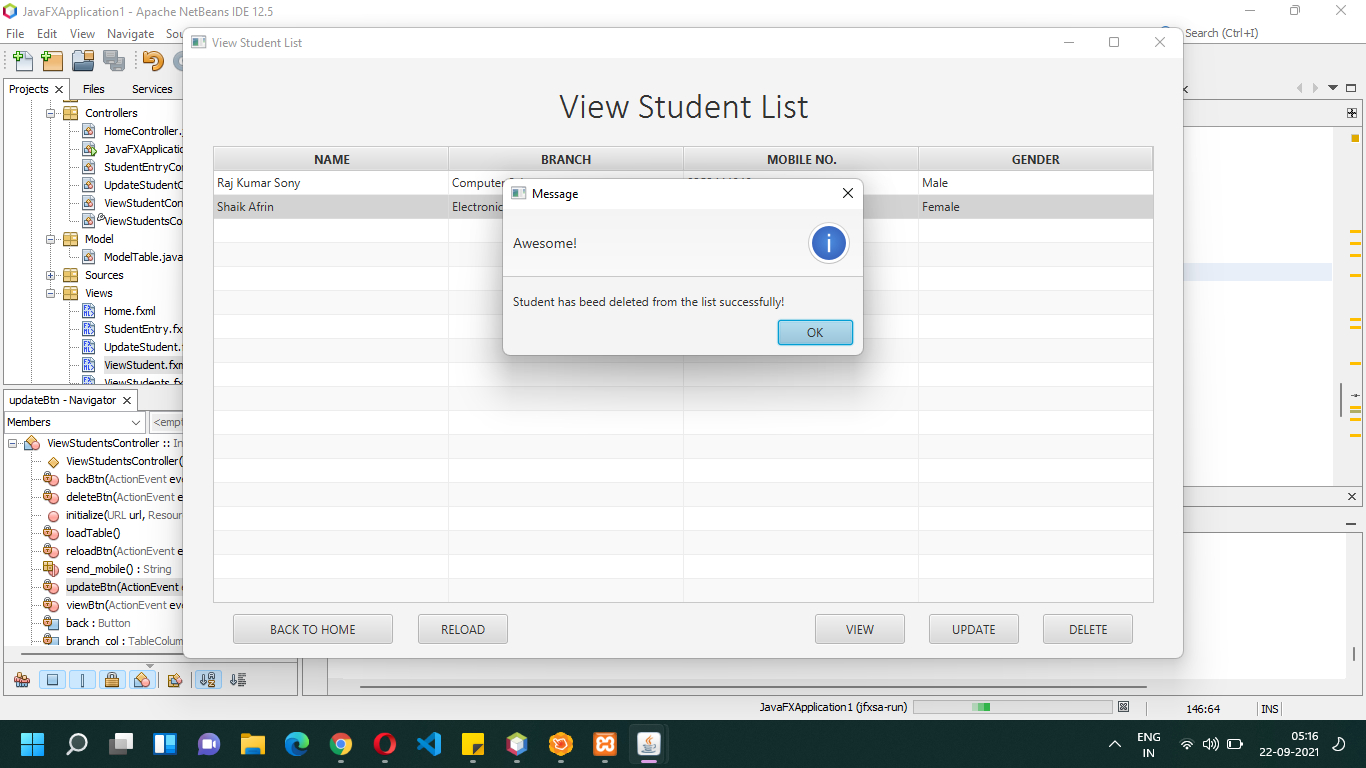 JavaFXApplication1 - Apache NetBeans IDE 12.5
File Edit View Navigate Sou
Search (Ctrl+I)
View Student List
Projects Files Services
Controllers
HomeController.
JavaFXApplicatio
StudentEntryCo
UpdateStudentC
ViewStudentCon
ViewStudentsCo
Model
ModelTable.java
Sources
Views
Home.fxml
StudentEntry.fx
UpdateStudent.
ViewStudent.fxm
ViewStudents.fx
View Student List
NAME BRANCH MOBILE NO. GENDER
Raj Kumar Sony Computer Male
Shaik Afrin Electronic Female
Message
Awesome!
Student has beed deleted from the list successfully!
OK
BACK TO HOME RELOAD VIEW UPDATE DELETE
updateBtn - Navigator
Members <empt
ViewStudentsController :: In
ViewStudentsController(
backBtn(ActionEvent eve
deleteBtn(ActionEvent e
initialize(URL url, Resour
loadTable()
reloadBtn(ActionEvent e
send_mobile() : String
updateBtn(ActionEvent
viewBtn(ActionEvent eve
back : Button
branch_col : TableColum
JavaFXApplication1 (jfxsa-run) 146:64 INS
ENG
IN
05:16
22-09-2021